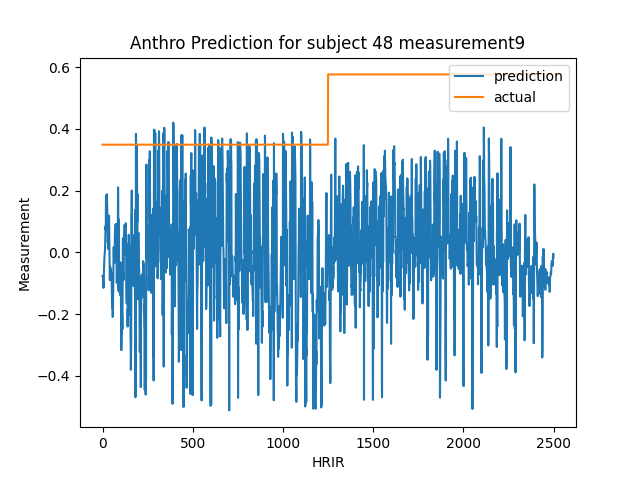 Anthro Prediction for subject 48 measurement9
prediction
actual
Measurement
0.6
0.4
0.2
0.0
−0.2
−0.4
0
500
1000
1500
2000
2500
HRIR